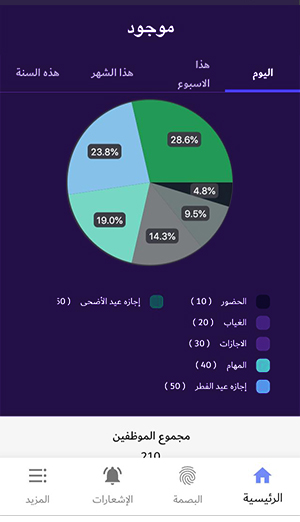 موجود
اليوم
هذا
الاسبوع
هذا الشهر
هذه السنة
28.6%
23.8%
4.8%
9.5%
19.0%
14.3%
الحضور ( 10 )
إجازه عيد الأضحى ( 60
الغياب ( 20 )
الاجازات ( 30 )
المهام ( 40 )
إجازه عيد الفطر ( 50 )
مجموع الموظفين
210
الرئيسية
البصمة
الإشعارات
المزيد